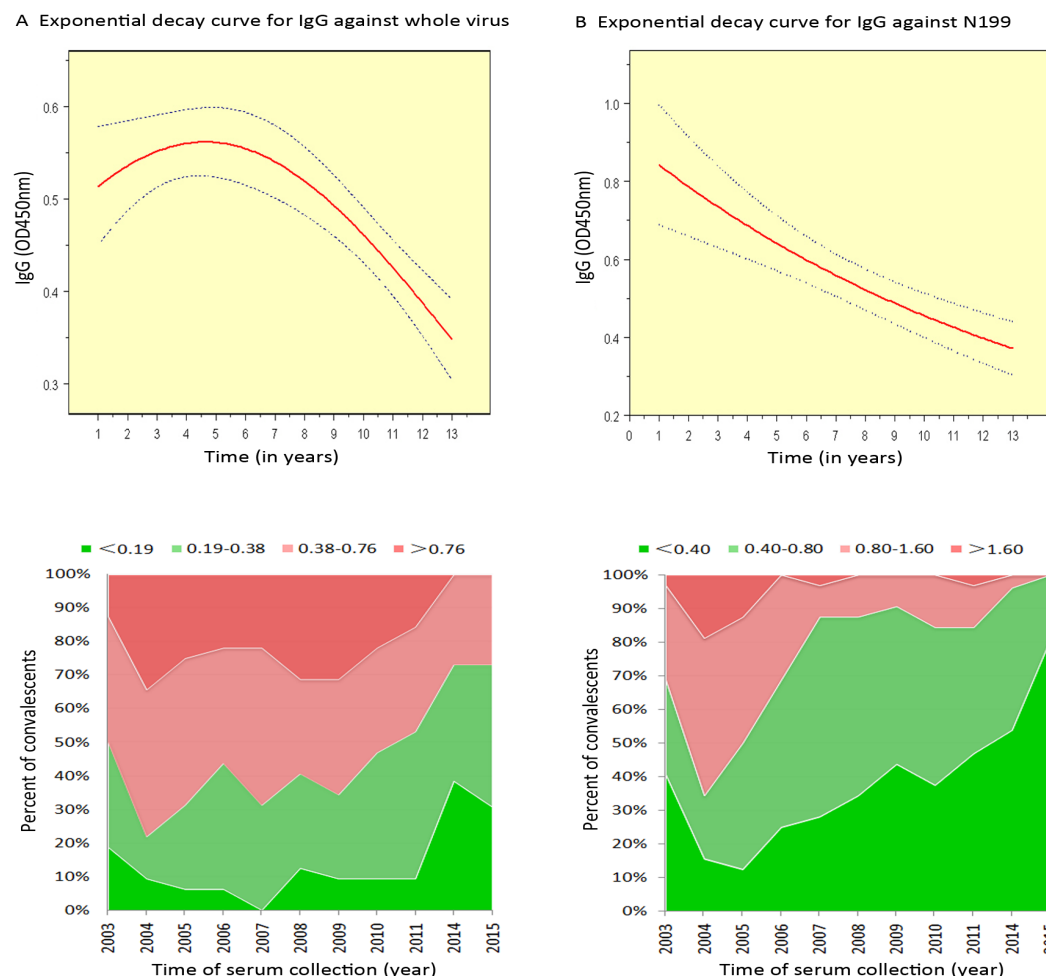 A Exponential decay curve for IgG against whole virus
0.6
0.5
0.4
0.3
IgG (OD450nm)
1 2 3 4 5 6 7 8 9 10 11 12 13
Time (in years)
B Exponential decay curve for IgG against N199
1.0
0.8
0.6
0.4
0.2
IgG (OD450nm)
0 1 2 3 4 5 6 7 8 9 10 11 12 13
Time (in years)
<0.19 0.19-0.38 0.38-0.76 >0.76
100%
90%
80%
70%
60%
50%
40%
30%
20%
10%
0%
Percent of convalescents
2003 2004 2005 2006 2007 2008 2009 2010 2011 2014 2015
Time of serum collection (year)
<0.40 0.40-0.80 0.80-1.60 >1.60
100%
90%
80%
70%
60%
50%
40%
30%
20%
10%
0%
Percent of convalescents
2003 2004 2005 2006 2007 2008 2009 2010 2011 2014
Time of serum collection (year)